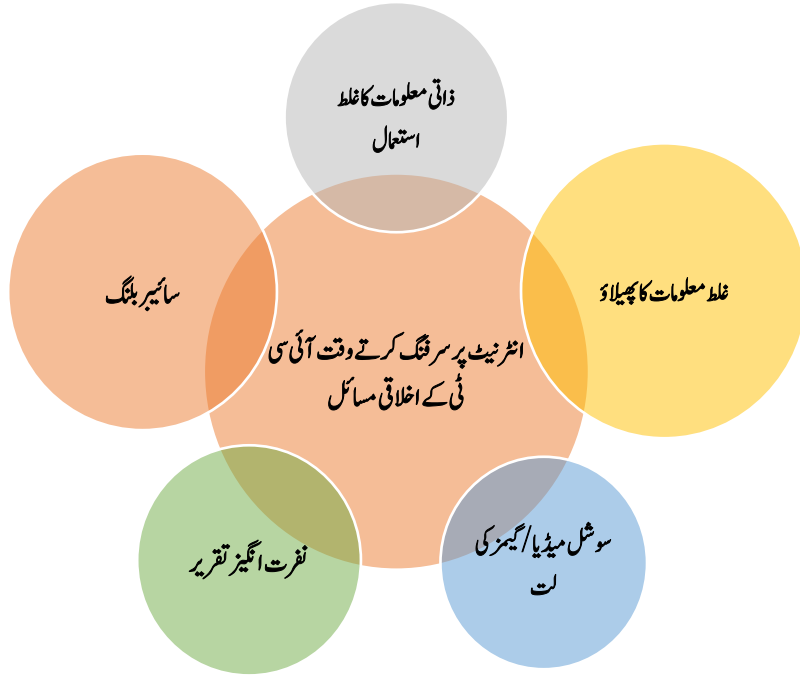 ذاتی معلومات کا غلط
استعمال
غلط معلومات کا پھیلاؤ
سائیبر بلنگ
انٹرنیٹ پر سرفنگ کرتے وقت آئی سی
ٹی کے اخلاقی مسائل
سوشل میڈیا/گیمز کی
لت
نفرت انگیز تقریر